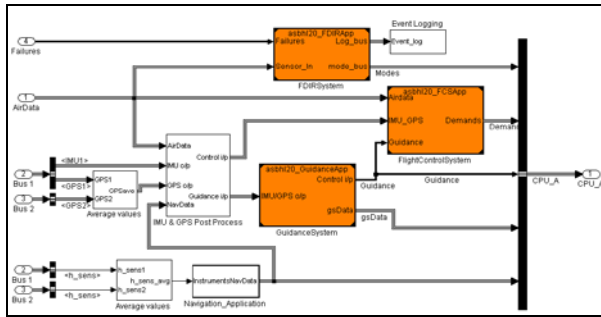 asbhl20_FDIRApp
Event Logging
4
Failures
Failures
Log_bus
Event_log
Sensor_In
mode_bus
FDIRSystem
Modes
1
AirData
asbhl20_FCSApp
Airdata
IMU_GPS
Demands
Demand
Guidance
FlightControlSystem
AirData
Control i/p
IMU o/p
GPS o/p
Guidance i/p
NavData
IMU & GPS Post Process
2
Bus 1
<IMU1>
<GPS1>
GPS1
GPSave
GPS2
3
Bus 2
<GPS2>
Average values
asbhl20_GuidanceApp
Control i/p
IMU/GPS o/p
gsData
GuidanceSystem
Guidance
Guidance
gsData
CPU_A
1
CPU_A
2
Bus 1
<h_sens>
h_sens1
h_sens_avg
h_sens2
3
Bus 2
<h_sens>
Average values
InstrumentsNavData
Navigation_Application